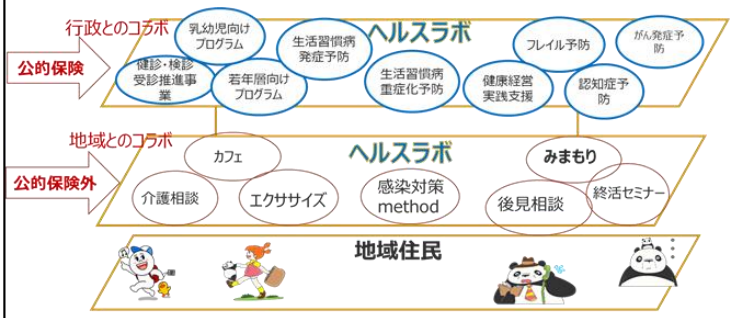 行政とのコラボ
ヘルスラボ
公的保険
乳幼児向け
プログラム
健診・検診
受診推進事
業
若年層向け
プログラム
生活習慣病
発症予防
生活習慣病
重症化予防
フレイル予防
健康経営
実践支援
がん発症予
防
認知症予
防
地域とのコラボ
ヘルスラボ
公的保険外
カフェ
介護相談
エクササイズ
感染対策
method
みまもり
後見相談
終活セミナー
地域住民